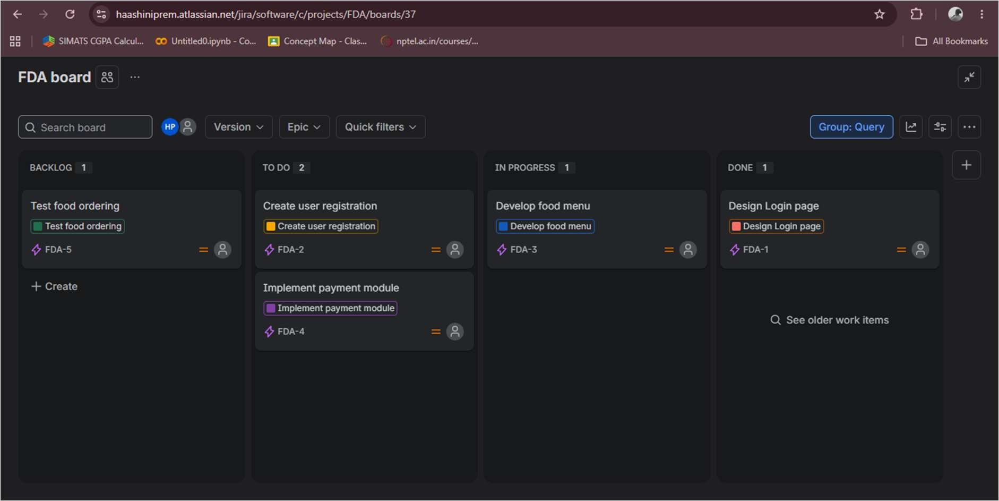 haashiniprem.atlassian.net/jira/software/c/projects/FDA/boards/37
SIMATS CGPA Calcul... Untitled0.ipynb - Co... Concept Map - Clas... nptel.ac.in/courses/... All Bookmarks
FDA board
Search board HP Version Epic Quick filters Group: Query
BACKLOG 1
Test food ordering
Test food ordering
FDA-5
Create
TO DO 2
Create user registration
Create user registration
FDA-2
Implement payment module
Implement payment module
FDA-4
IN PROGRESS 1
Develop food menu
Develop food menu
FDA-3
DONE 1
Design Login page
Design Login page
FDA-1
See older work items